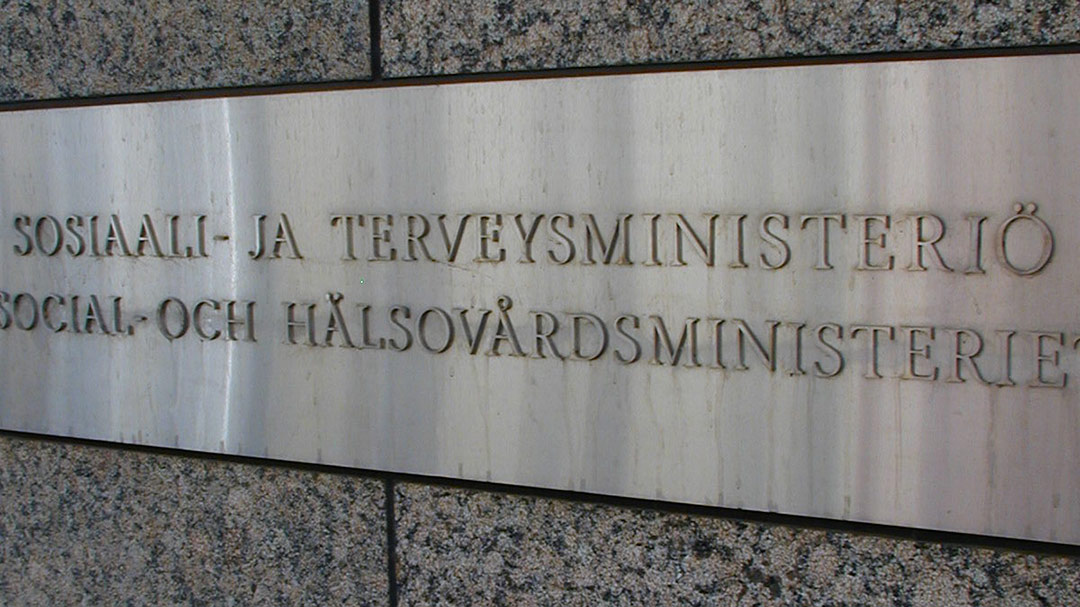 SOSIAALI- JA TERVEYSMINISTERIÖ
SOCIAL- OCH HÄLSOVÅRDSMINISTERIET